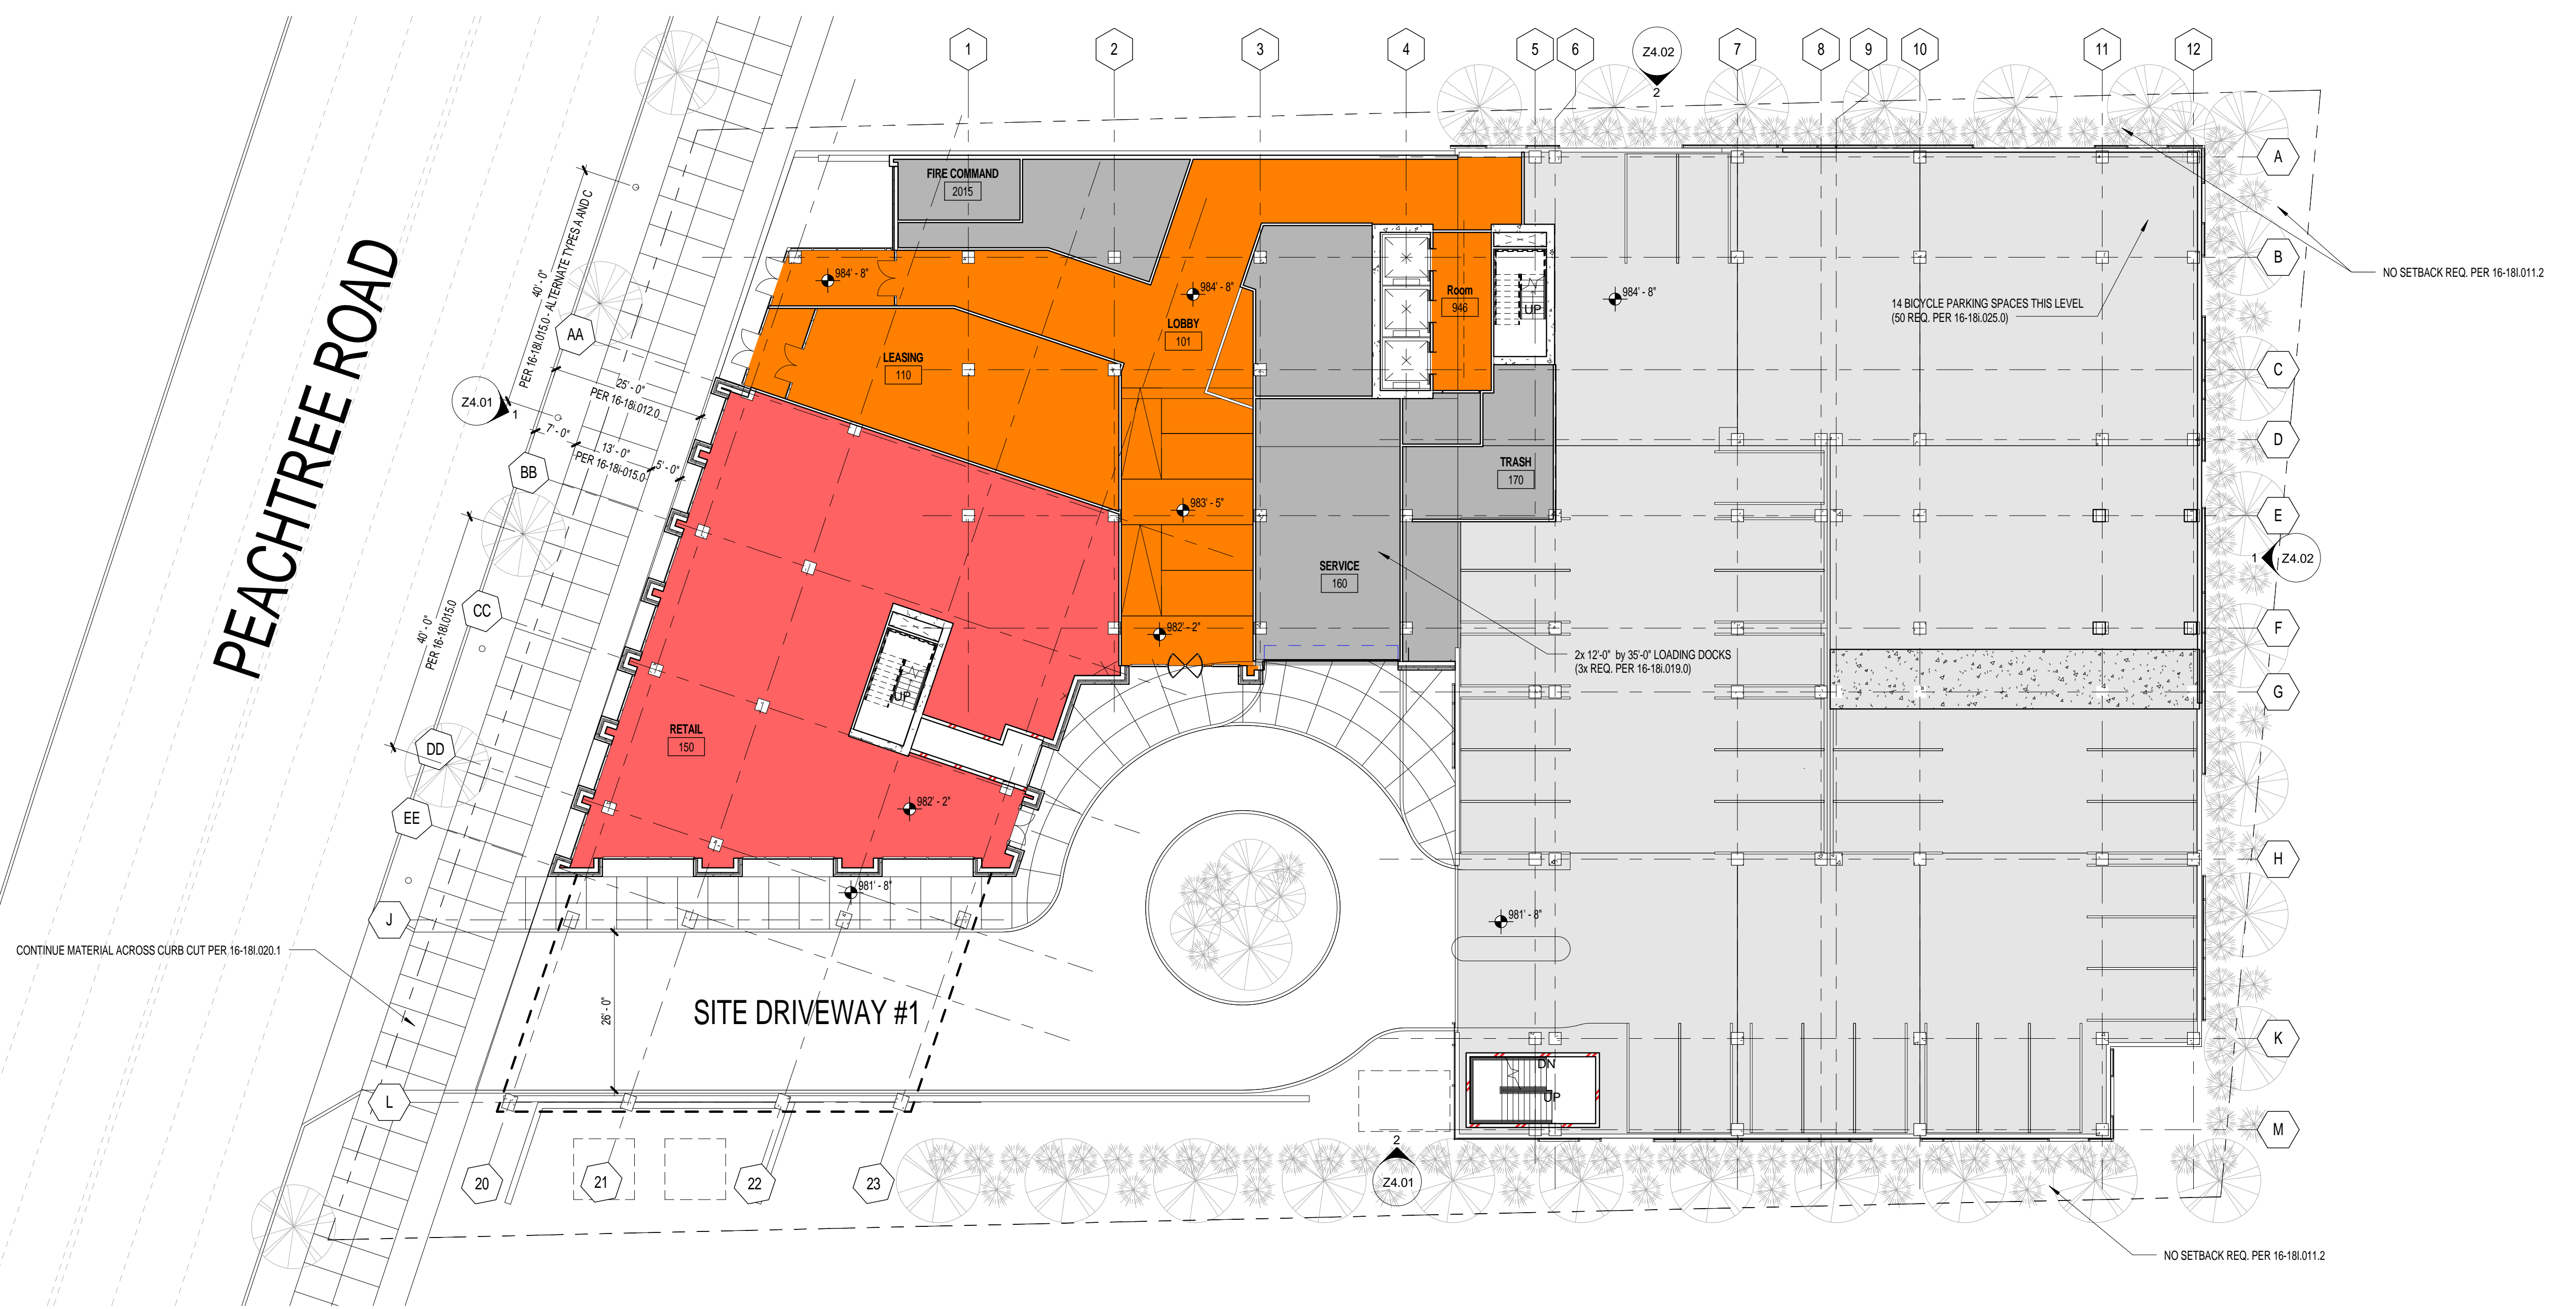 1
2
3
4
5
6
Z4.02
2
7
8
9
10
11
12
A
B
C
D
E
F
G
H
K
M
NO SETBACK REQ. PER 16-18I.011.2
1
Z4.02
14 BICYCLE PARKING SPACES THIS LEVEL
(50 REQ. PER 16-18i.025.0)
FIRE COMMAND
2015
984' - 8"
984' - 8"
984' - 8"
LOBBY
101
LEASING
110
Room
946
UP
TRASH
170
983' - 5"
SERVICE
160
982' - 2"
2x 12'-0" by 35'-0" LOADING DOCKS
(3x REQ. PER 16-18i.019.0)
UP
RETAIL
150
982' - 2"
981' - 8"
981' - 8"
PEACHTREE ROAD
40' - 0"
PER 16-18I.015.0 - ALTERNATE TYPES A AND C
AA
25' - 0"
PER 16-18i.012.0
Z4.01
1
7' - 0"
13' - 0"
PER 16-18i-015.0
5' - 0"
BB
CC
40' - 0"
PER 16-18I.015.0
DD
EE
J
CONTINUE MATERIAL ACROSS CURB CUT PER 16-18I.020.1
26' - 0"
SITE DRIVEWAY #1
L
20
21
22
23
DN
UP
2
Z4.01
NO SETBACK REQ. PER 16-18I.011.2